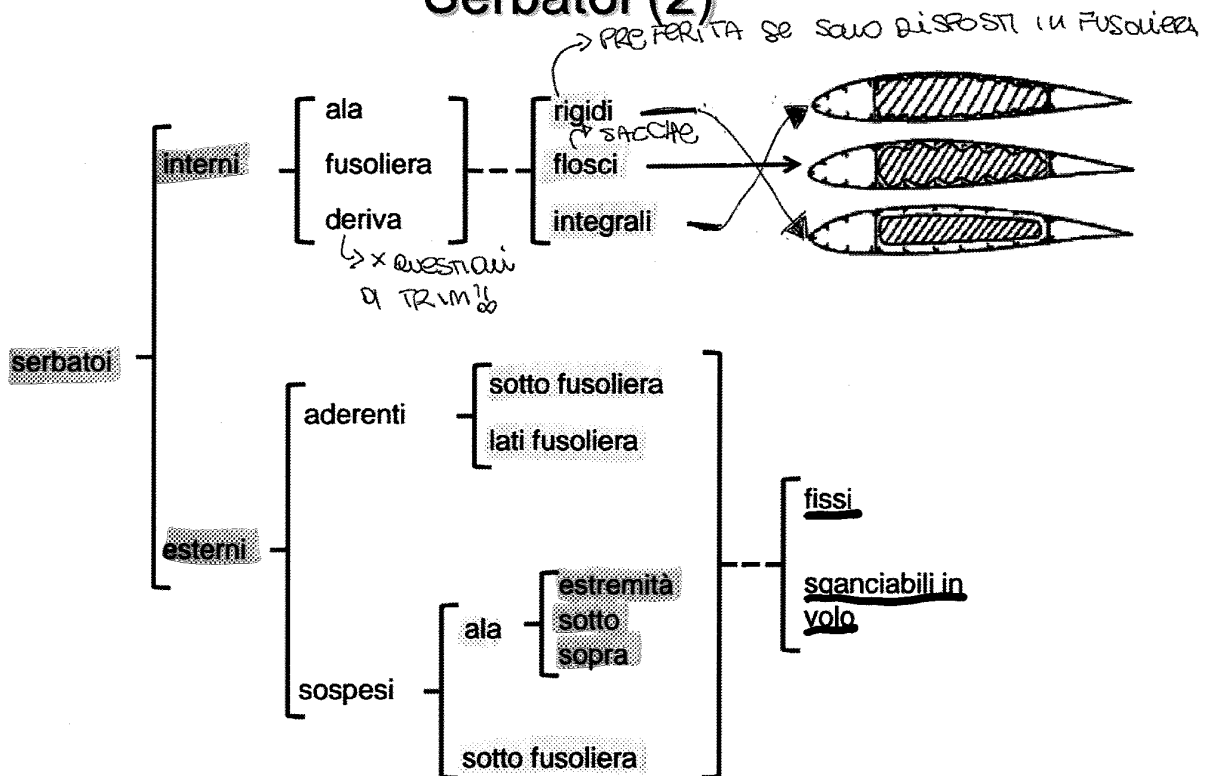 Serbatoi (2)
→ PREFERITA SE SONO DISPOSTI IN FUSOLIERA
ala
rigidi
→ SACCHE
interni
fusoliera
flosci
deriva
integrali
→ x QUESTIONI
DI TRIM!!
serbatoi
sotto fusoliera
aderenti
lati fusoliera
fissi
esterni
estremità
sganciabili in
volo
ala
sotto
sopra
sospesi
sotto fusoliera